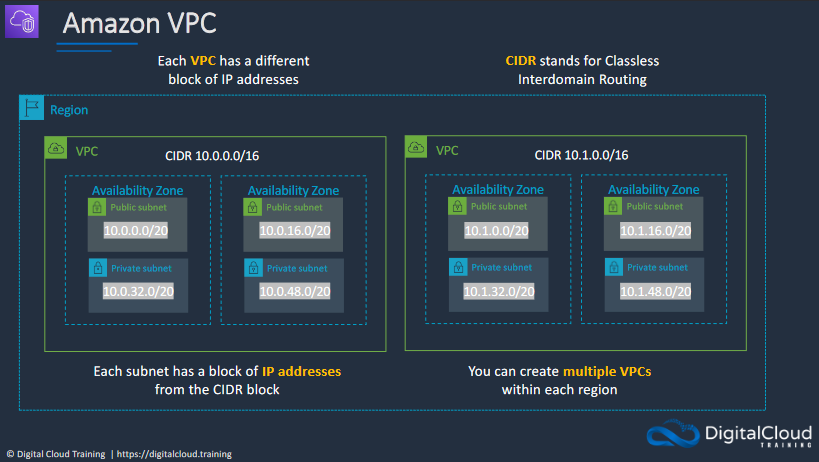 Amazon VPC
Each VPC has a different
block of IP addresses
CIDR stands for Classless
Interdomain Routing
Region
VPC
CIDR 10.0.0.0/16
Availability Zone
Public subnet
10.0.0.0/20
Private subnet
10.0.32.0/20
Availability Zone
Public subnet
10.0.16.0/20
Private subnet
10.0.48.0/20
VPC
CIDR 10.1.0.0/16
Availability Zone
Public subnet
10.1.0.0/20
Private subnet
10.1.32.0/20
Availability Zone
Public subnet
10.1.16.0/20
Private subnet
10.1.48.0/20
Each subnet has a block of IP addresses
from the CIDR block
You can create multiple VPCs
within each region
DigitalCloud
TRAINING
© Digital Cloud Training | https://digitalcloud.training